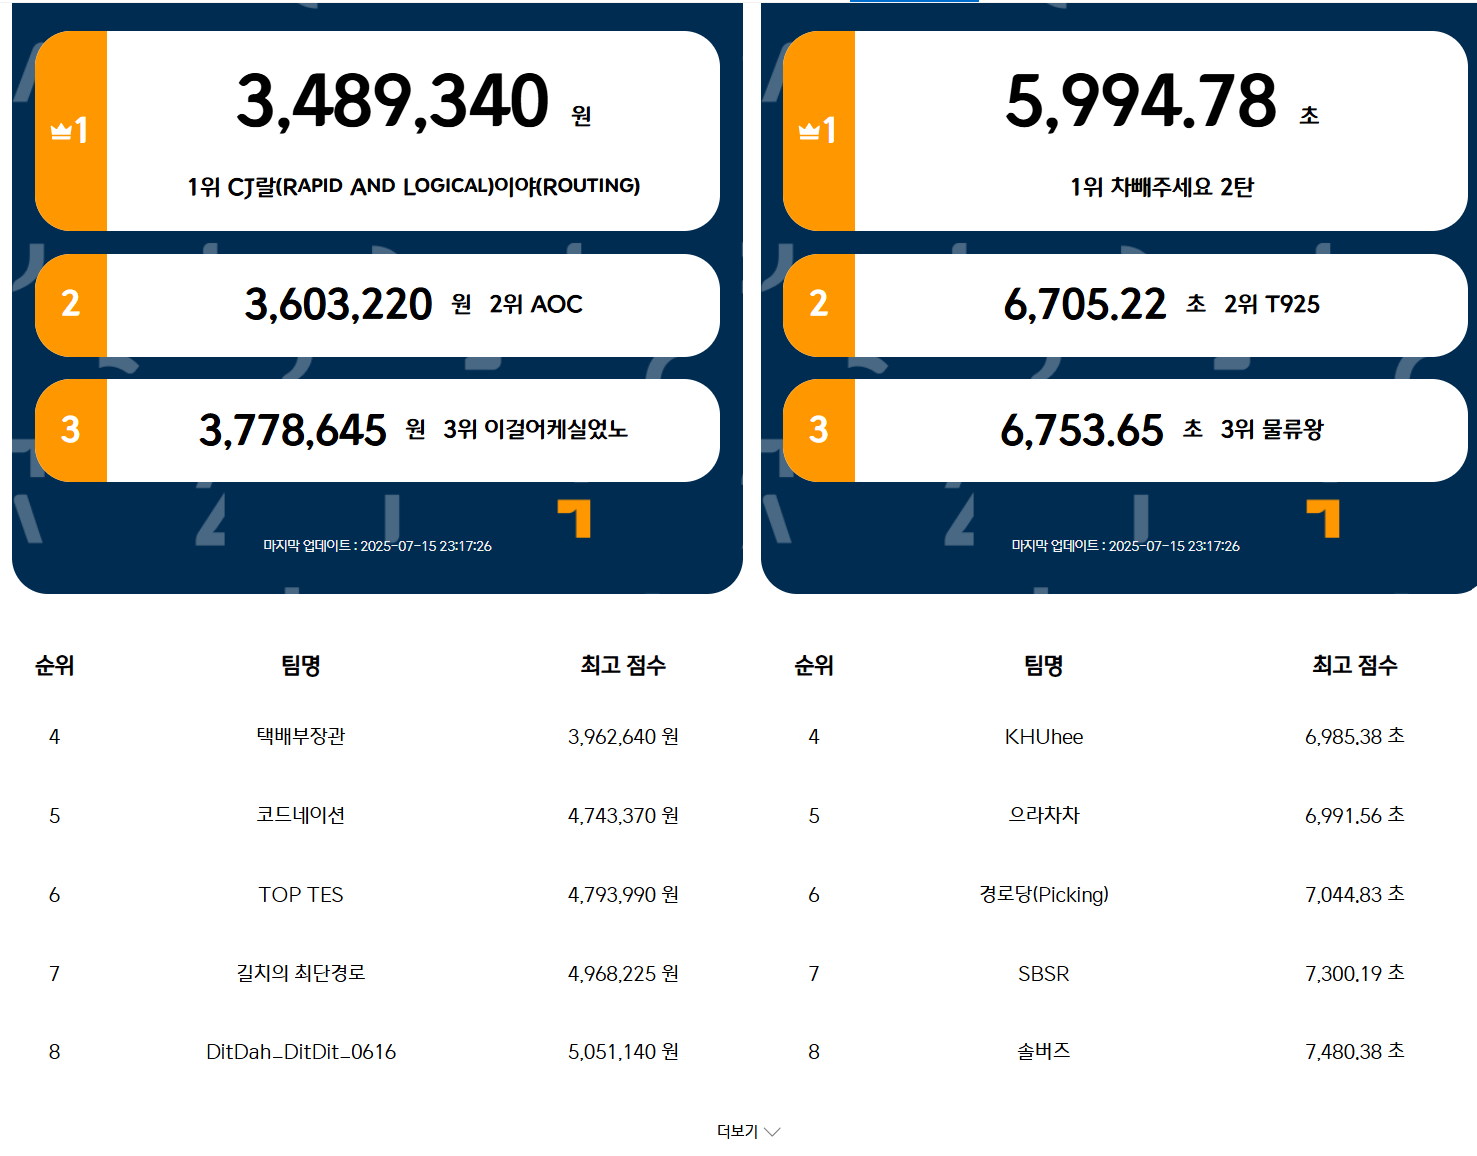 1
3,489,340 원
1위 CJ랄(RAPID AND LOGICAL)이야(ROUTING)
2
3,603,220 원 2위 AOC
3
3,778,645 원 3위 이걸어케실었노
마지막 업데이트 : 2025-07-15 23:17:26
1
5,994.78 초
1위 차빼주세요 2탄
2
6,705.22 초 2위 T925
3
6,753.65 초 3위 물류왕
마지막 업데이트 : 2025-07-15 23:17:26
순위 팀명 최고 점수
4 택배부장관 3,962,640 원
5 코드네이션 4,743,370 원
6 TOP TES 4,793,990 원
7 길치의 최단경로 4,968,225 원
8 DitDah_DitDit_0616 5,051,140 원
순위 팀명 최고 점수
4 KHUhee 6,985.38 초
5 으라차차 6,991.56 초
6 경로당(Picking) 7,044.83 초
7 SBSR 7,300.19 초
8 솔버즈 7,480.38 초
더보기